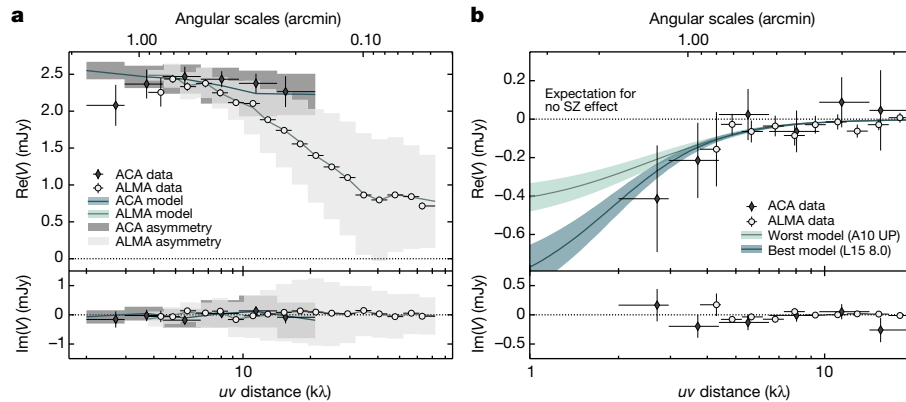 a
Angular scales (arcmin)
1.00 0.10
2.5
2.0
1.5
1.0
0.5
0
Re(V) (mJy)
ACA data
ALMA data
ACA model
ALMA model
ACA asymmetry
ALMA asymmetry
1
0
−1
Im(V) (mJy)
10
uv distance (kλ)
b
Angular scales (arcmin)
1.00
0.2
0
−0.2
−0.4
−0.6
Re(V) (mJy)
Expectation for
no SZ effect
ACA data
ALMA data
Worst model (A10 UP)
Best model (L15 8.0)
0.5
0
−0.5
Im(V) (mJy)
1 10
uv distance (kλ)